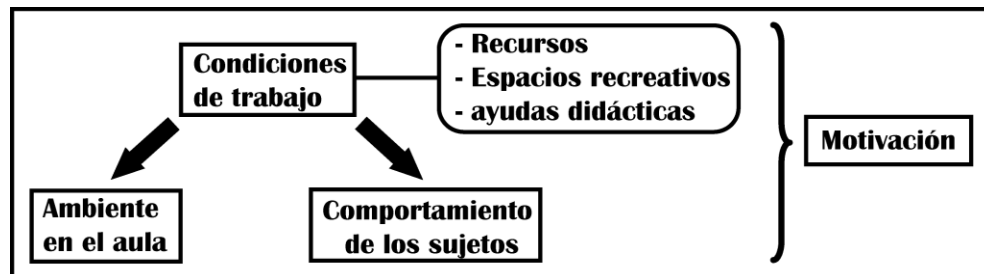 Condiciones
de trabajo
- Recursos
- Espacios recreativos
- ayudas didácticas
Motivación
Ambiente
en el aula
Comportamiento
de los sujetos